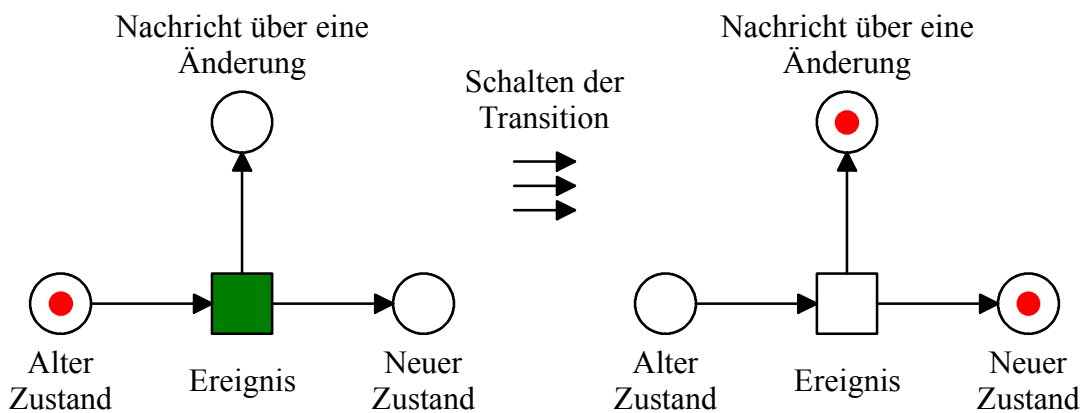 Nachricht über eine
Änderung
Alter
Zustand
Ereignis
Neuer
Zustand
Schalten der
Transition
Nachricht über eine
Änderung
Alter
Zustand
Ereignis
Neuer
Zustand